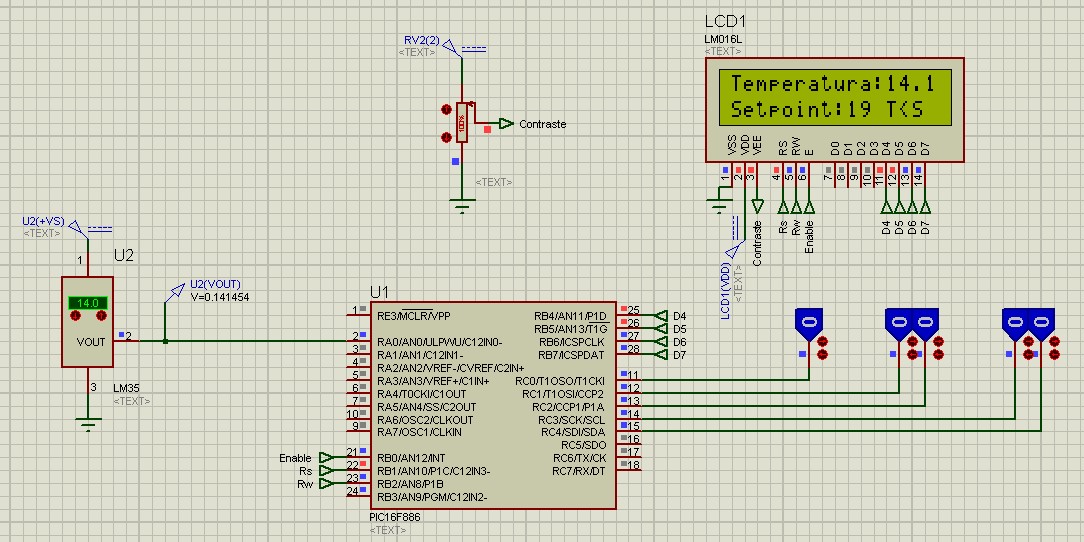 LCD1
LM016L
<TEXT>
Temperatura:14.1
Setpoint:19 T<S
VSS
VDD
VEE
RS
RW
E
D0
D1
D2
D3
D4
D5
D6
D7
1
2
3
4
5
6
7
8
9
10
11
12
13
14
Contraste
Rs
Rw
Enable
D4
D5
D6
D7
LCD1(VDD)
<TEXT>
RV2(2)
<TEXT>
100%
Contraste
<TEXT>
U2(+VS)
<TEXT>
1
U2
14.0
VOUT
2
3
LM35
<TEXT>
U2(VOUT)
V=0.141454
U1
1 RE3/MCLR/VPP
2 RA0/AN0/ULPWU/C12IN0-
3 RA1/AN1/C12IN1-
4 RA2/AN2/VREF-/CVREF/C2IN+
5 RA3/AN3/VREF+/C1IN+
6 RA4/T0CKI/C1OUT
7 RA5/AN4/SS/C2OUT
10 RA6/OSC2/CLKOUT
9 RA7/OSC1/CLKIN
Enable 21 RB0/AN12/INT
Rs 22 RB1/AN10/P1C/C12IN3-
Rw 23 RB2/AN8/P1B
24 RB3/AN9/PGM/C12IN2-
RB4/AN11/P1D 25 D4
RB5/AN13/T1G 26 D5
RB6/ICSPCLK 27 D6
RB7/ICSPDAT 28 D7
RC0/T1OSO/T1CKI 11
RC1/T1OSI/CCP2 12
RC2/CCP1/P1A 13
RC3/SCK/SCL 14
RC4/SDI/SDA 15
RC5/SDO 16
RC6/TX/CK 17
RC7/RX/DT 18
PIC16F886
<TEXT>
0
0
0
0
0